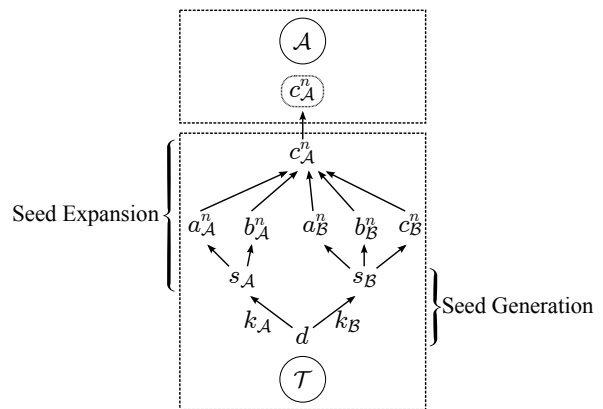 𝒜
c_𝒜^n
c_𝒜^n
Seed Expansion
a_𝒜^n b_𝒜^n a_ℬ^n b_ℬ^n c_ℬ^n
s_𝒜 s_ℬ
Seed Generation
k_𝒜 k_ℬ
d
𝒯